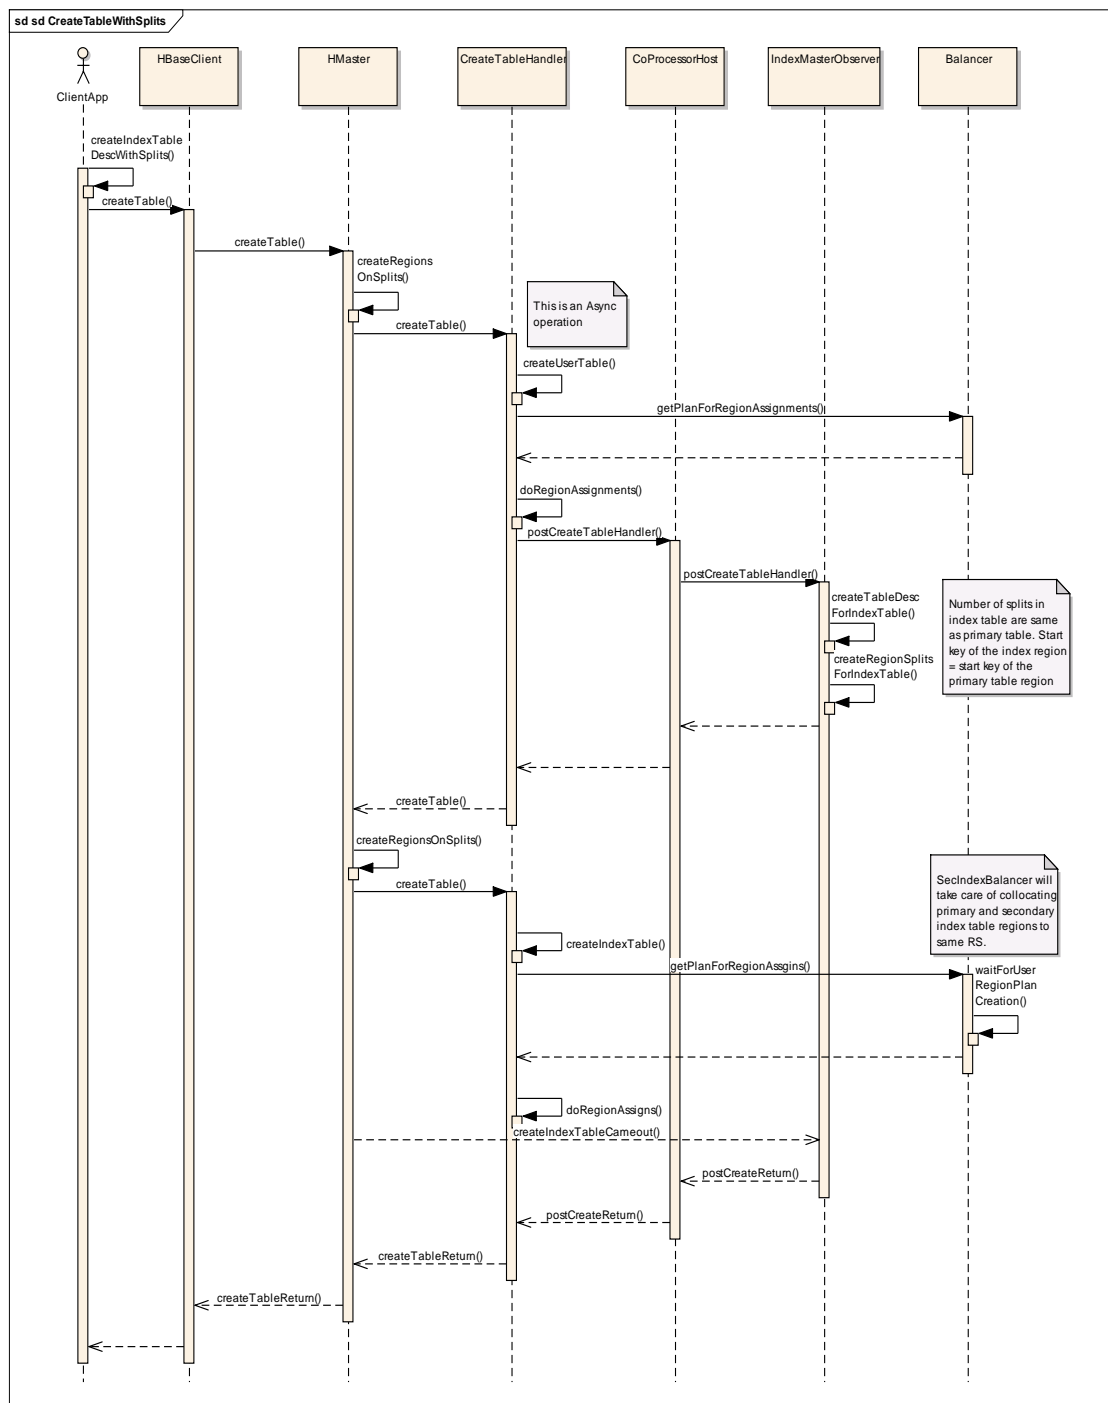 sd sd CreateTableWithSplits
ClientApp
HBaseClient
HMaster
CreateTableHandler
CoProcessorHost
IndexMasterObserver
Balancer
createIndexTable
DescWithSplits()
createTable()
createTable()
createRegions
OnSplits()
This is an Async
operation
createTable()
createUserTable()
getPlanForRegionAssignments()
doRegionAssignments()
postCreateTableHandler()
postCreateTableHandler()
createTableDesc
ForIndexTable()
Number of splits in
index table are same
as primary table. Start
key of the index region
= start key of the
primary table region
createRegionSplits
ForIndexTable()
createTable()
createRegionsOnSplits()
createTable()
SecIndexBalancer will
take care of collocating
primary and secondary
index table regions to
same RS.
createIndexTable()
getPlanForRegionAssgins()
waitForUser
RegionPlan
Creation()
doRegionAssigns()
createIndexTableCameout()
postCreateReturn()
postCreateReturn()
createTableReturn()
createTableReturn()